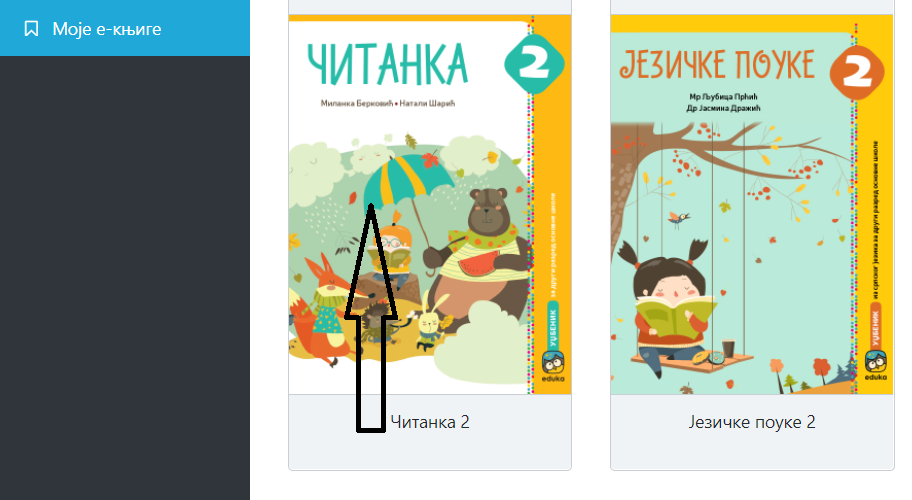 Моје е-књиге
ЧИТАНКА
2
Миланка Берковић • Натали Шарић
УЏБЕНИК за други разред основне школе
eduka
Читанка 2
ЈЕЗИЧКЕ ПОУКЕ
2
Мр Љубица Прћић
Др Јасмина Дражић
УЏБЕНИК из српског језика за други разред основне школе
eduka
Језичке поуке 2